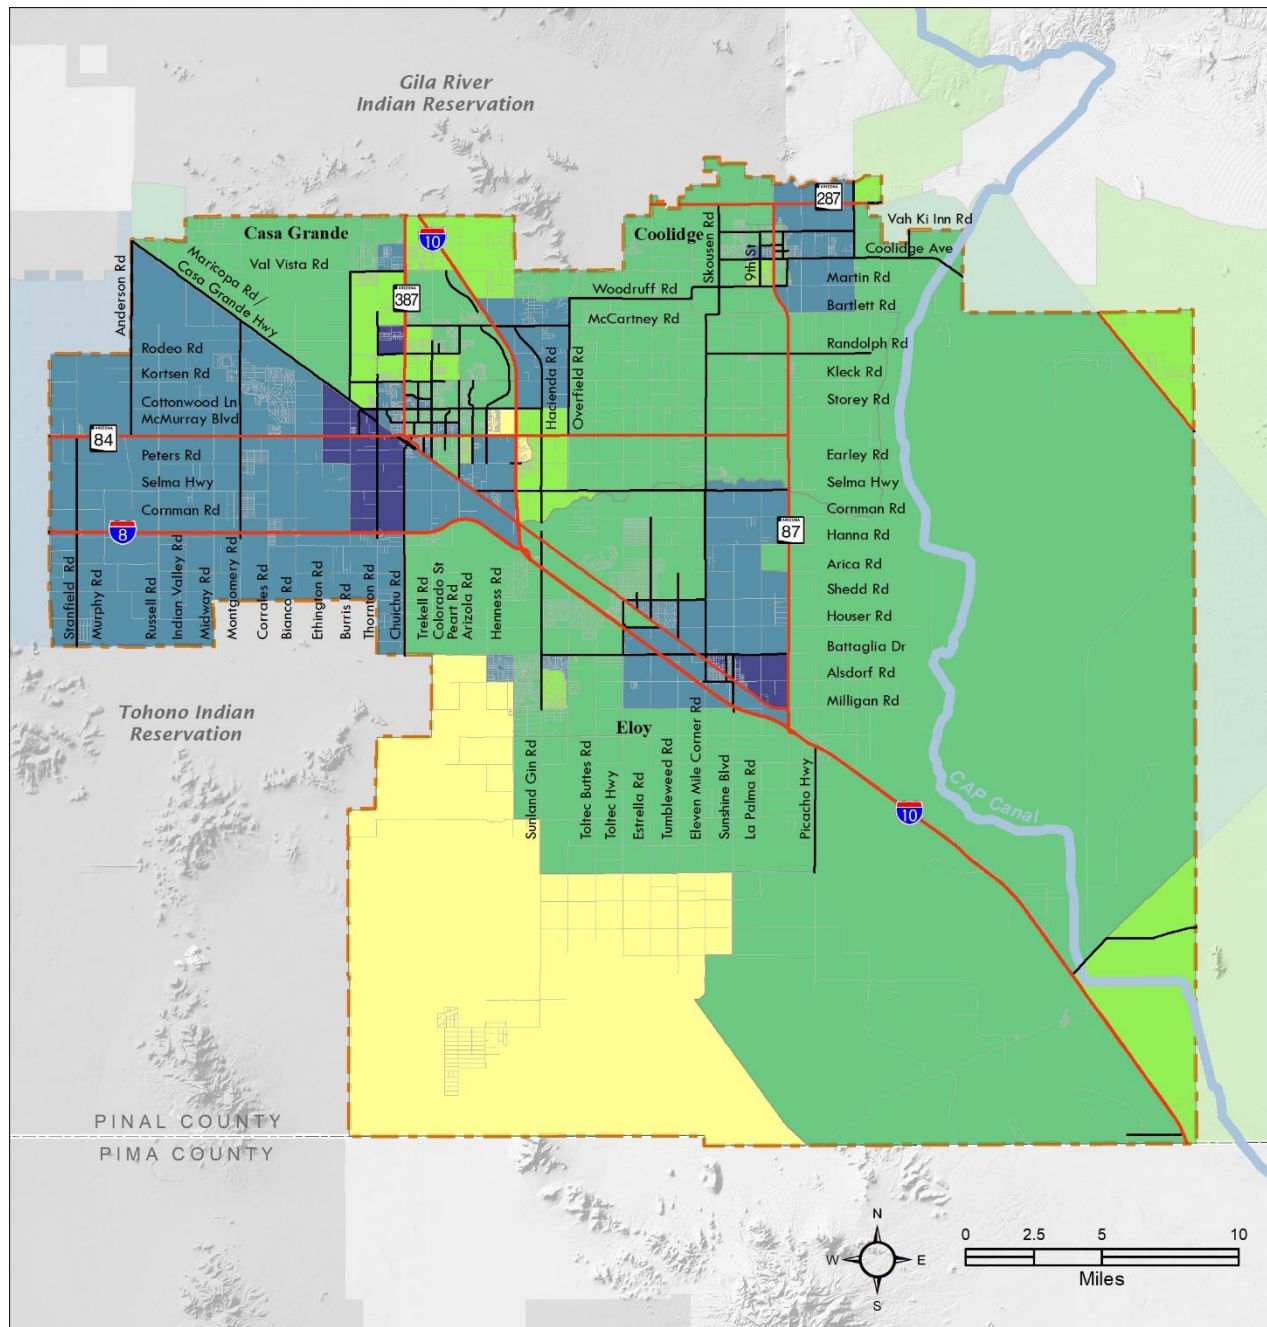 Gila River
Indian Reservation
ARIZONA
287
Vah Ki Inn Rd
Casa Grande
10
Coolidge
Skousen Rd
9th St
Coolidge Ave
Anderson Rd
Maricopa Rd/
Casa Grande Hwy
Val Vista Rd
Martin Rd
ARIZONA
387
Woodruff Rd
Bartlett Rd
McCartney Rd
Rodeo Rd
Hacienda Rd
Overfield Rd
Randolph Rd
Kortsen Rd
Kleck Rd
Cottonwood Ln
Storey Rd
McMurray Blvd
ARIZONA
84
Peters Rd
Earley Rd
Selma Hwy
Selma Hwy
Cornman Rd
Cornman Rd
8
ARIZONA
87
Hanna Rd
Arica Rd
Shedd Rd
Houser Rd
Battaglia Dr
Alsdorf Rd
Milligan Rd
Stanfield Rd
Murphy Rd
Russell Rd
Indian Valley Rd
Midway Rd
Montgomery Rd
Corrales Rd
Bianco Rd
Ethington Rd
Burris Rd
Thornton Rd
Chuichu Rd
Trekell Rd
Colorado St
Peart Rd
Arizola Rd
Henness Rd
Tohono Indian
Reservation
Eloy
Sunland Gin Rd
Toltec Buttes Rd
Toltec Hwy
Estrella Rd
Tumbleweed Rd
Eleven Mile Corner Rd
Sunshine Blvd
La Palma Rd
Picacho Hwy
10
CAP Canal
PINAL COUNTY
PIMA COUNTY
N
W
E
S
0 2.5 5 10
Miles